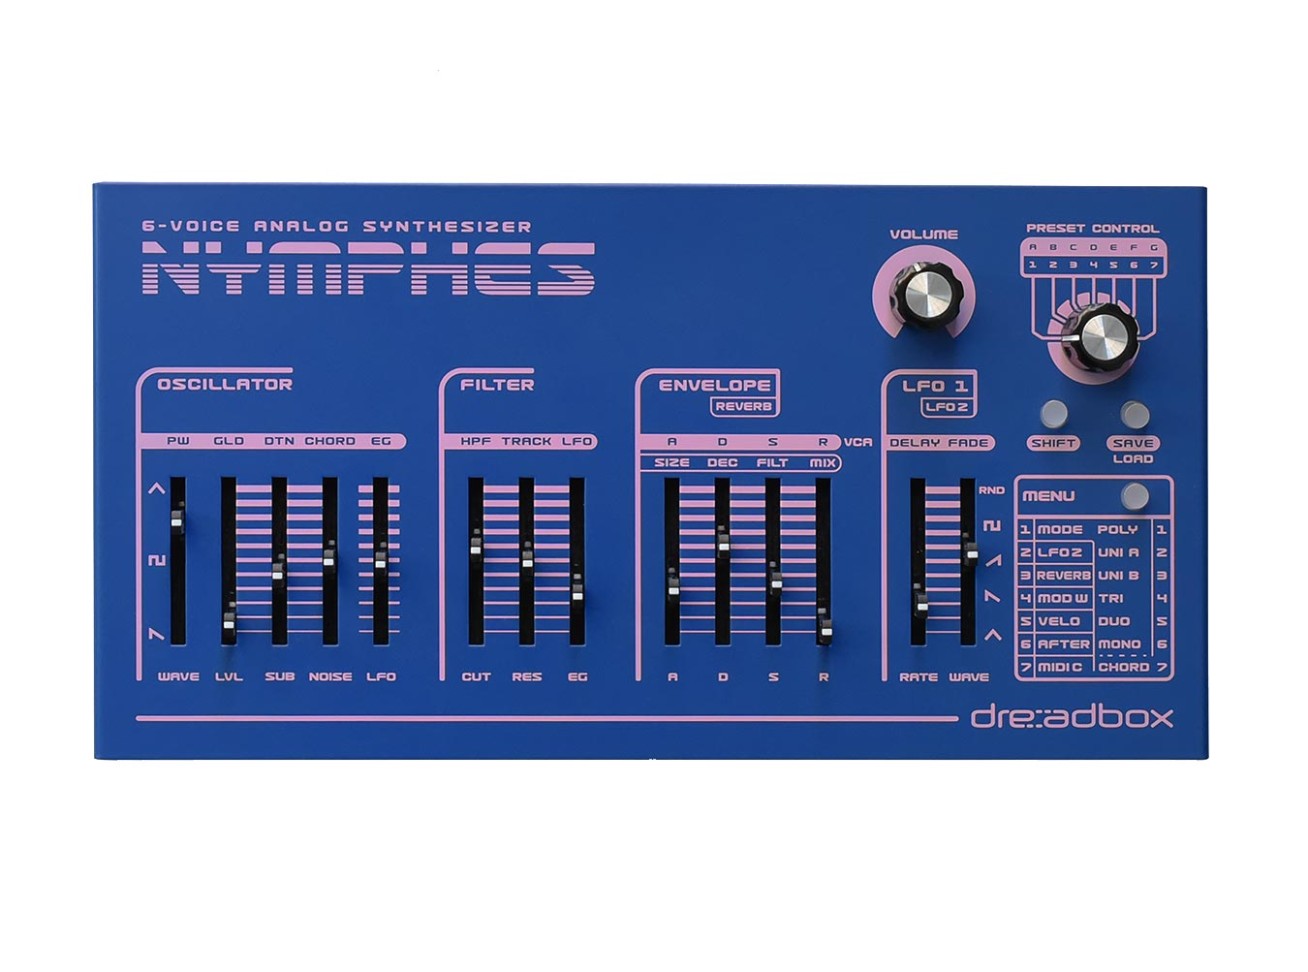 6-VOICE ANALOG SYNTHESIZER
NYMPHES
VOLUME
PRESET CONTROL
A B C D E F G
1 2 3 4 5 6 7
OSCILLATOR
PW GLD DTN CHORD EG
WAVE LVL SUB NOISE LFO
FILTER
HPF TRACK LFO
CUT RES EG
ENVELOPE
REVERB
A D S R VCA
SIZE DEC FILT MIX
A D S R
LFO 1
LFO2
DELAY FADE
RND
RATE WAVE
SHIFT
SAVE
LOAD
MENU
1 MODE POLY 1
2 LFO2 UNI A 2
3 REVERB UNI B 3
4 MOD W TRI 4
5 VELO DUO 5
6 AFTER MONO 6
7 MIDI C CHORD 7
dreadbox